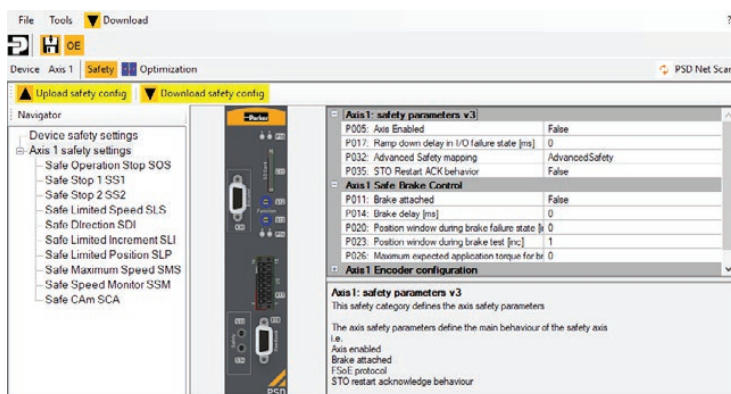 File Tools Download ?
OE
Device Axis 1 Safety Optimization PSD Net Scan
Upload safety config Download safety config
Navigator
Device safety settings
Axis 1 safety settings
Safe Operation Stop SOS
Safe Stop 1 SS1
Safe Stop 2 SS2
Safe Limited Speed SLS
Safe Direction SDI
Safe Limited Increment SLI
Safe Limited Position SLP
Safe Maximum Speed SMS
Safe Speed Monitor SSM
Safe CAm SCA
Parker
PSD
Axis1: safety parameters v3
P005: Axis Enabled False
P017: Ramp down delay in I/O failure state [ms] 0
P032: Advanced Safety mapping AdvancedSafety
P035: STO Restart ACK behavior False
Axis1 Safe Brake Control
P011: Brake attached False
P014: Brake delay [ms] 0
P020: Position window during brake failure state [i 0
P023: Position window during brake test [inc] 1
P026: Maximum expected application torque for br 0
Axis1 Encoder configuration
Axis1: safety parameters v3
This safety category defines the axis safety parameters
The axis safety parameters define the main behaviour of the safety axis
i.e.
Axis enabled
Brake attached
FSoE protocol
STO restart acknowledge behaviour